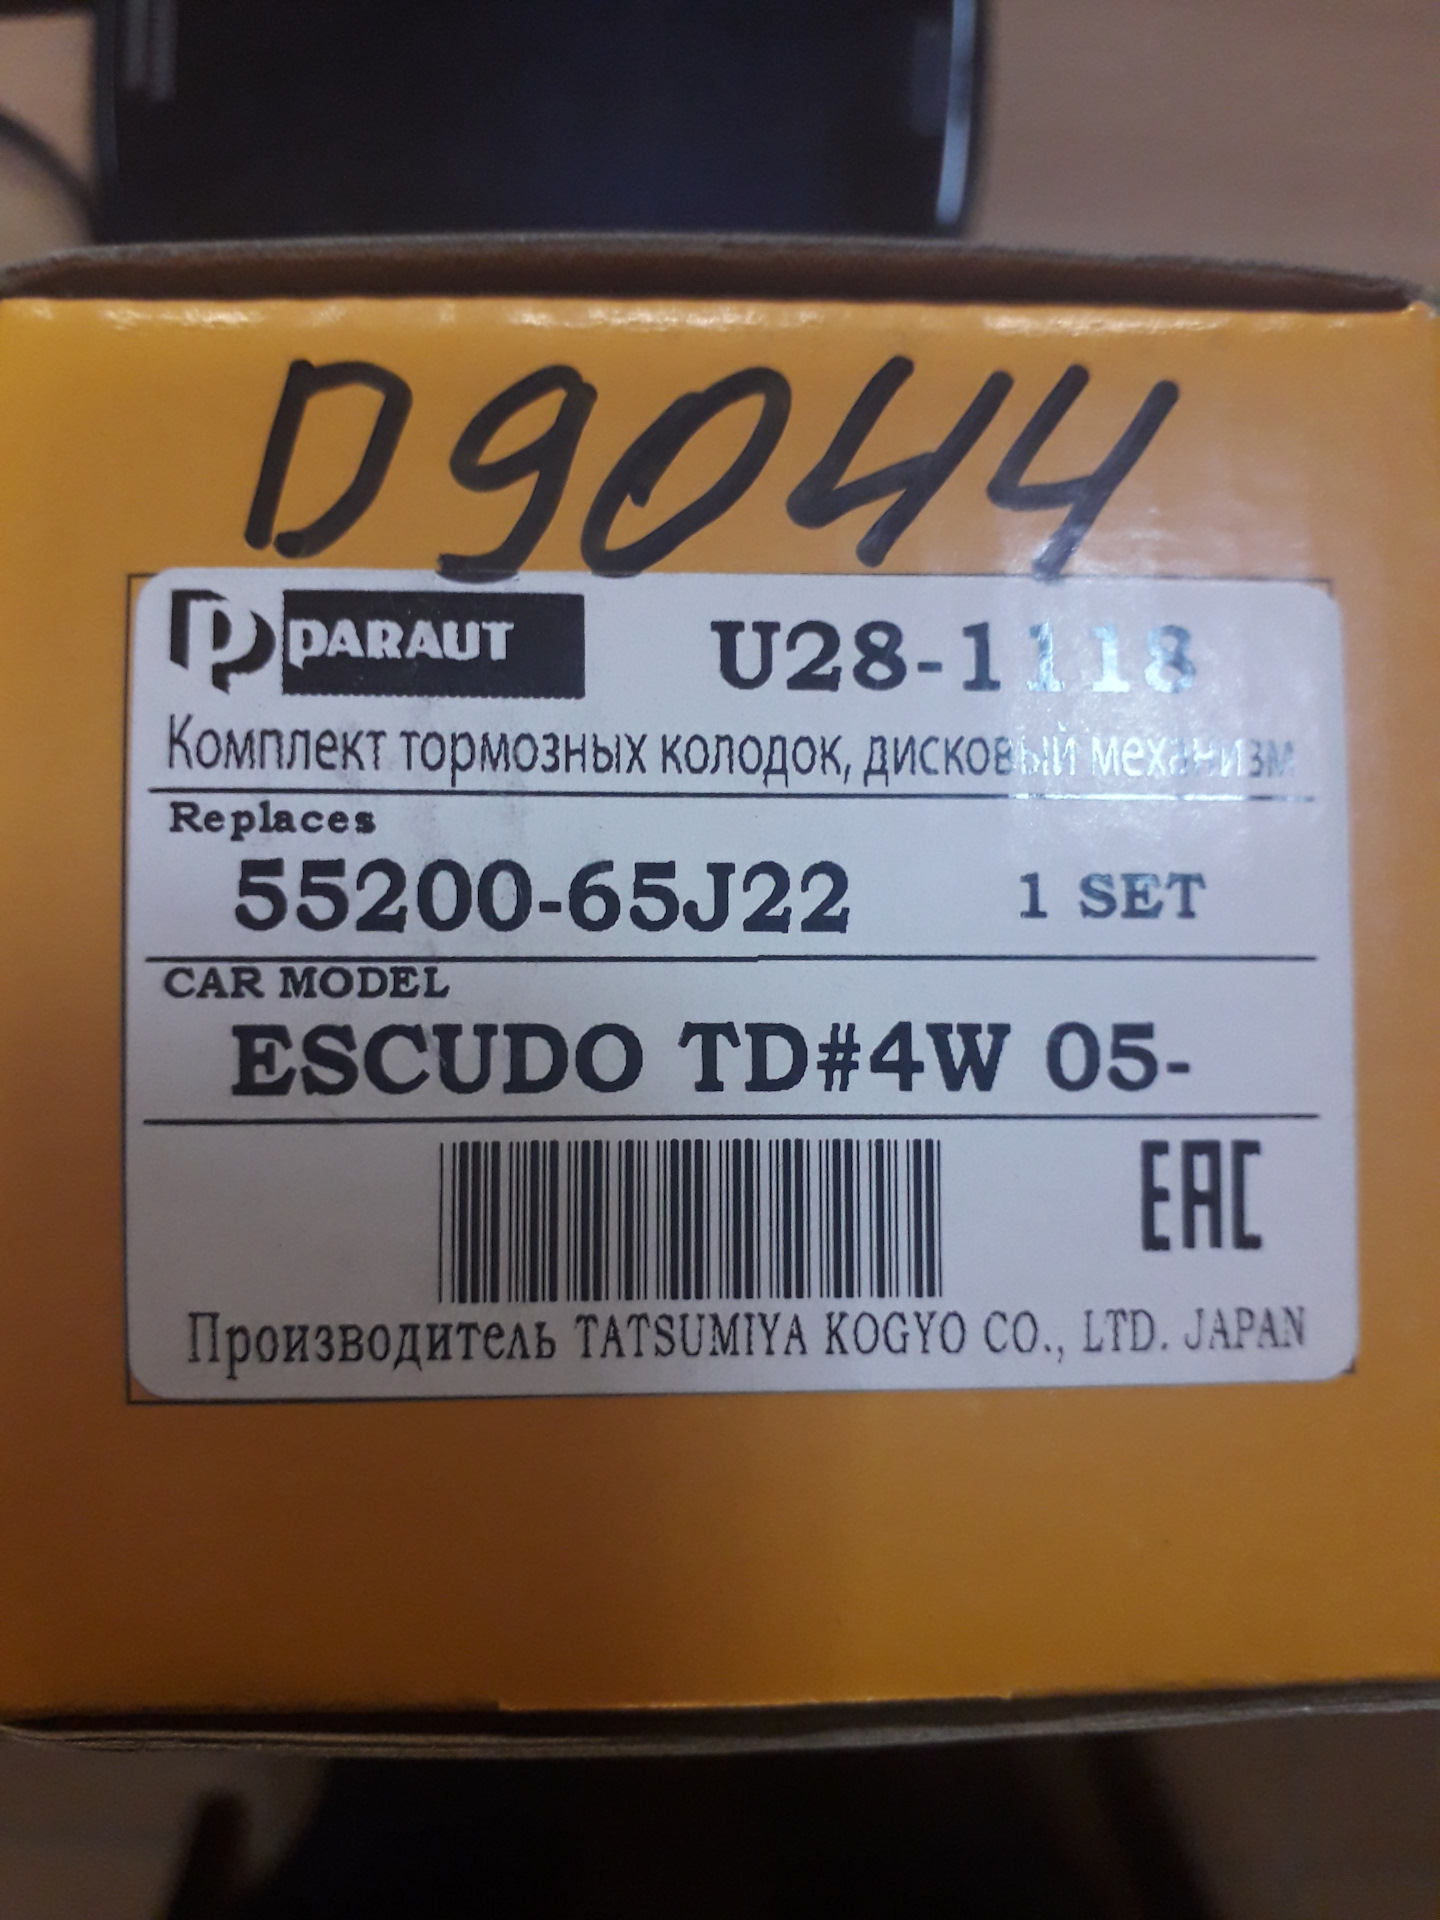 D9044
PARAUT U28-1118
Комплект тормозных колодок, дисковый механизм
Replaces
55200-65J22 1 SET
CAR MODEL
ESCUDO TD#4W 05-
EAC
Производитель TATSUMIYA KOGYO CO., LTD. JAPAN